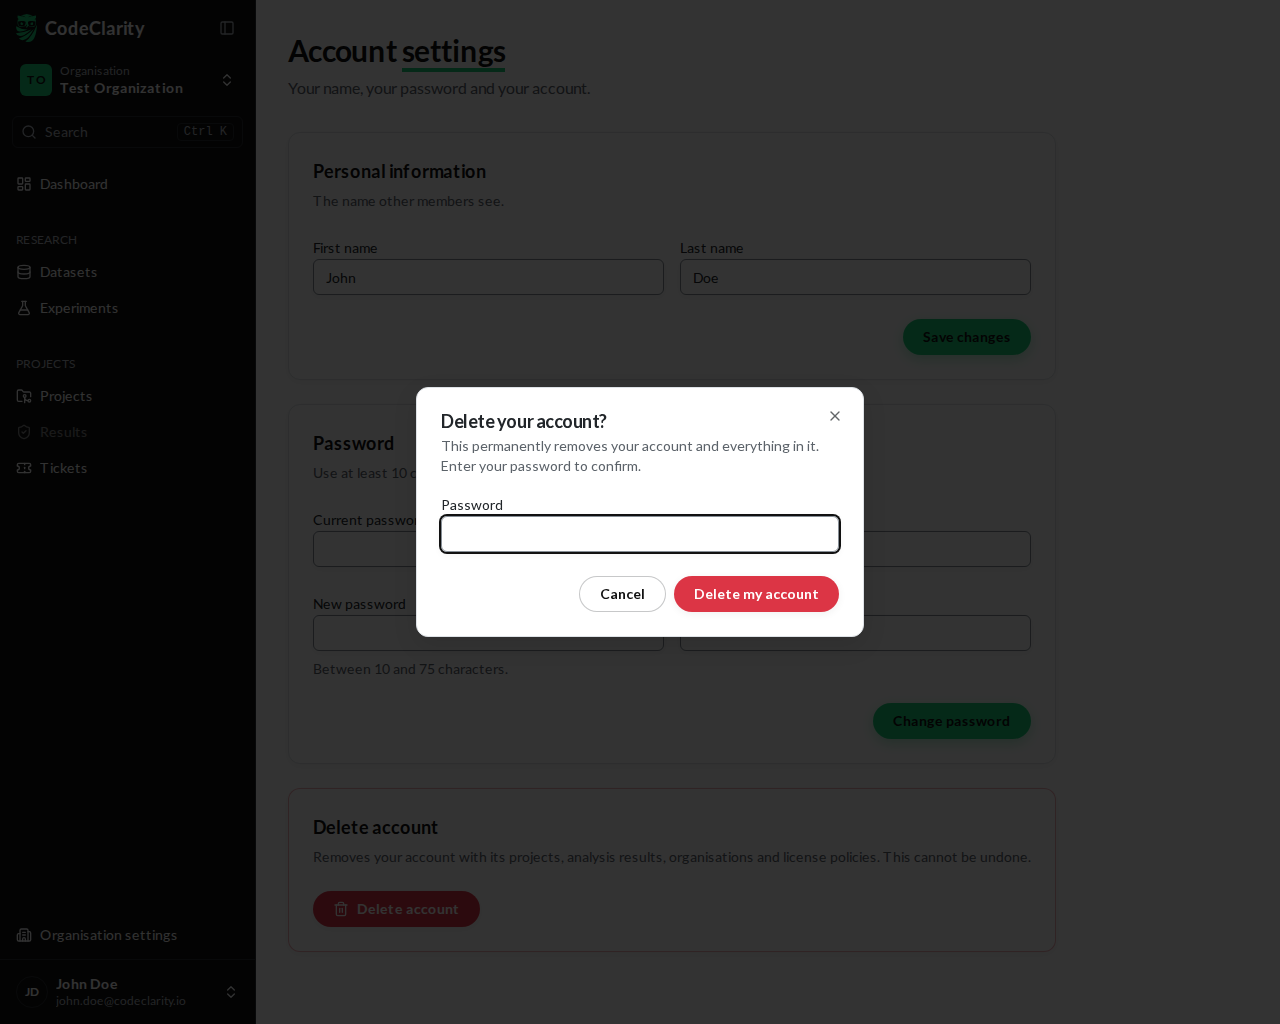 CodeClarity
TO
Organisation
Test Organization
Search
Ctrl K
Dashboard
RESEARCH
Datasets
Experiments
PROJECTS
Projects
Results
Tickets
Organisation settings
JD
John Doe
john.doe@codeclarity.io
Account settings
Your name, your password and your account.
Personal information
The name other members see.
First name
Last name
John
Doe
Save changes
Password
Use at least 10
Current
New password
Between 10 and 75 characters.
Change password
Delete account
Removes your account with its projects, analysis results, organisations and license policies. This cannot be undone.
Delete account
Delete your account?
This permanently removes your account and everything in it.
Enter your password to confirm.
Password
Cancel
Delete my account